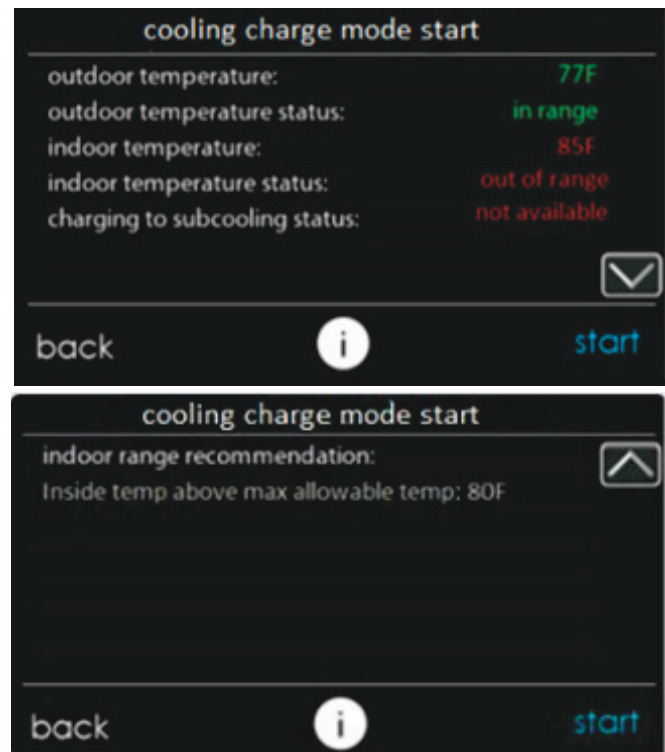 cooling charge mode start
outdoor temperature: 77F
outdoor temperature status: in range
indoor temperature: 85F
indoor temperature status: out of range
charging to subcooling status: not available
back i start
cooling charge mode start
indoor range recommendation:
Inside temp above max allowable temp: 80F
back i start